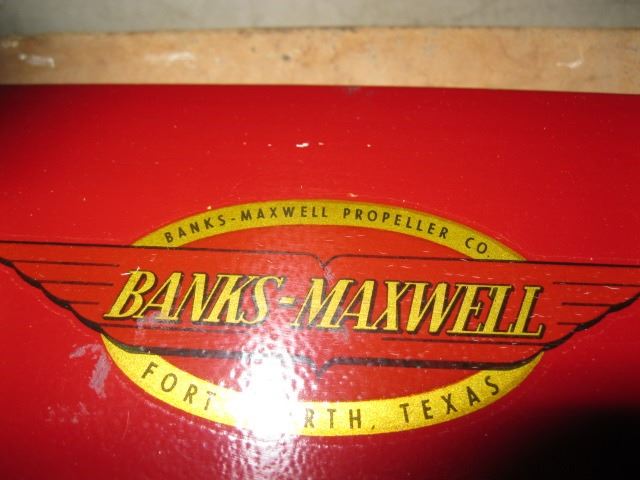 BANKS-MAXWELL PROPELLER CO.
BANKS-MAXWELL
FORT WORTH, TEXAS